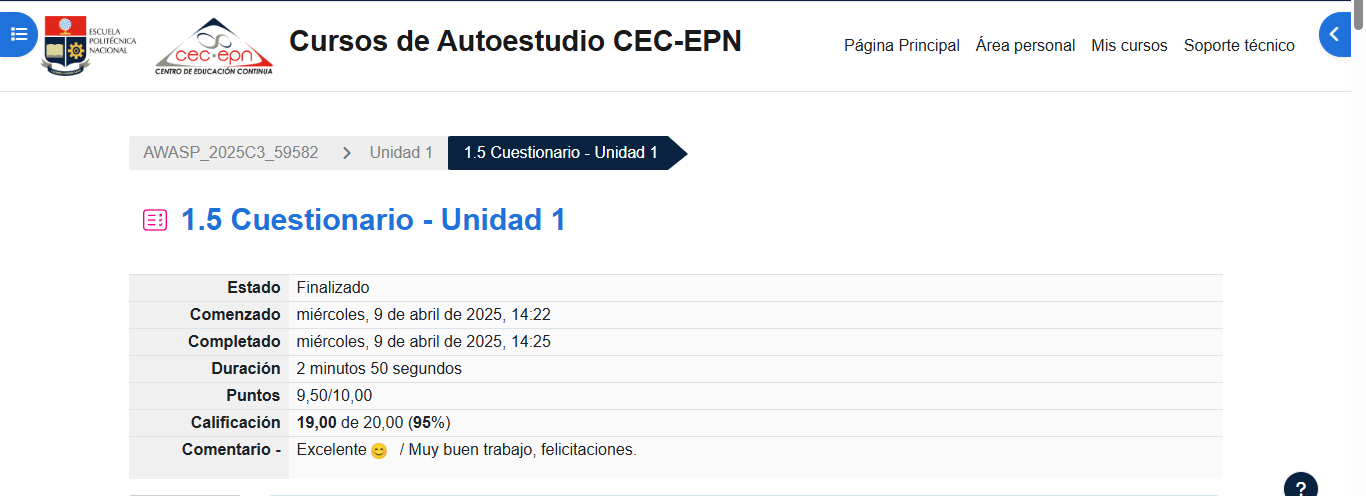 ESCUELA
POLITÉCNICA
NACIONAL
cec-epn
CENTRO DE EDUCACIÓN CONTINUA
Cursos de Autoestudio CEC-EPN
Página Principal Área personal Mis cursos Soporte técnico
AWASP_2025C3_59582 > Unidad 1 1.5 Cuestionario - Unidad 1
1.5 Cuestionario - Unidad 1
Estado Finalizado
Comenzado miércoles, 9 de abril de 2025, 14:22
Completado miércoles, 9 de abril de 2025, 14:25
Duración 2 minutos 50 segundos
Puntos 9,50/10,00
Calificación 19,00 de 20,00 (95%)
Comentario - Excelente 😊 / Muy buen trabajo, felicitaciones.
?